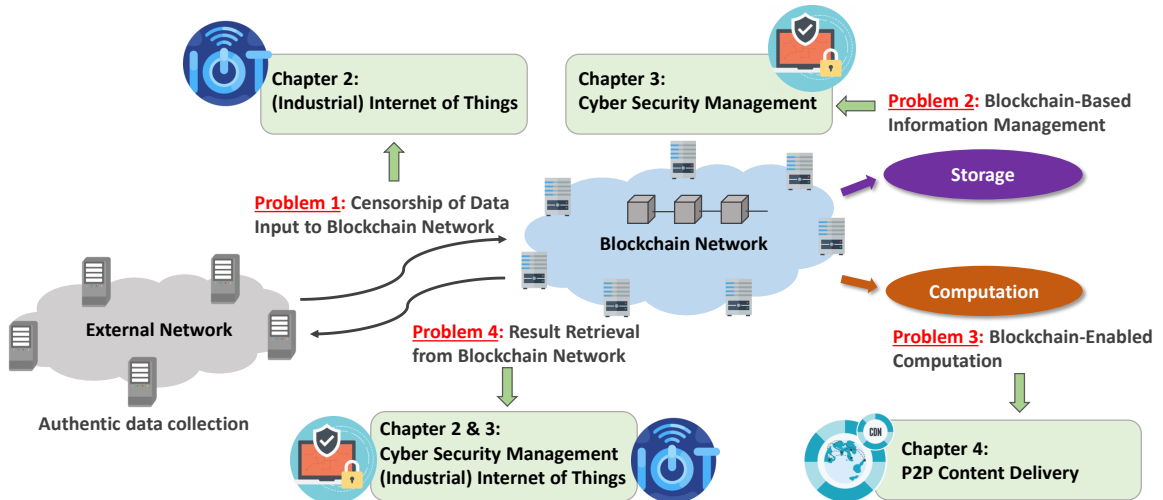 Chapter 2:
(Industrial) Internet of Things
Chapter 3:
Cyber Security Management
Problem 2: Blockchain-Based
Information Management
Storage
Problem 1: Censorship of Data
Input to Blockchain Network
Blockchain Network
External Network
Computation
Problem 4: Result Retrieval
from Blockchain Network
Problem 3: Blockchain-Enabled
Computation
Authentic data collection
Chapter 2 & 3:
Cyber Security Management
(Industrial) Internet of Things
CDN
Chapter 4:
P2P Content Delivery
IOT
IOT